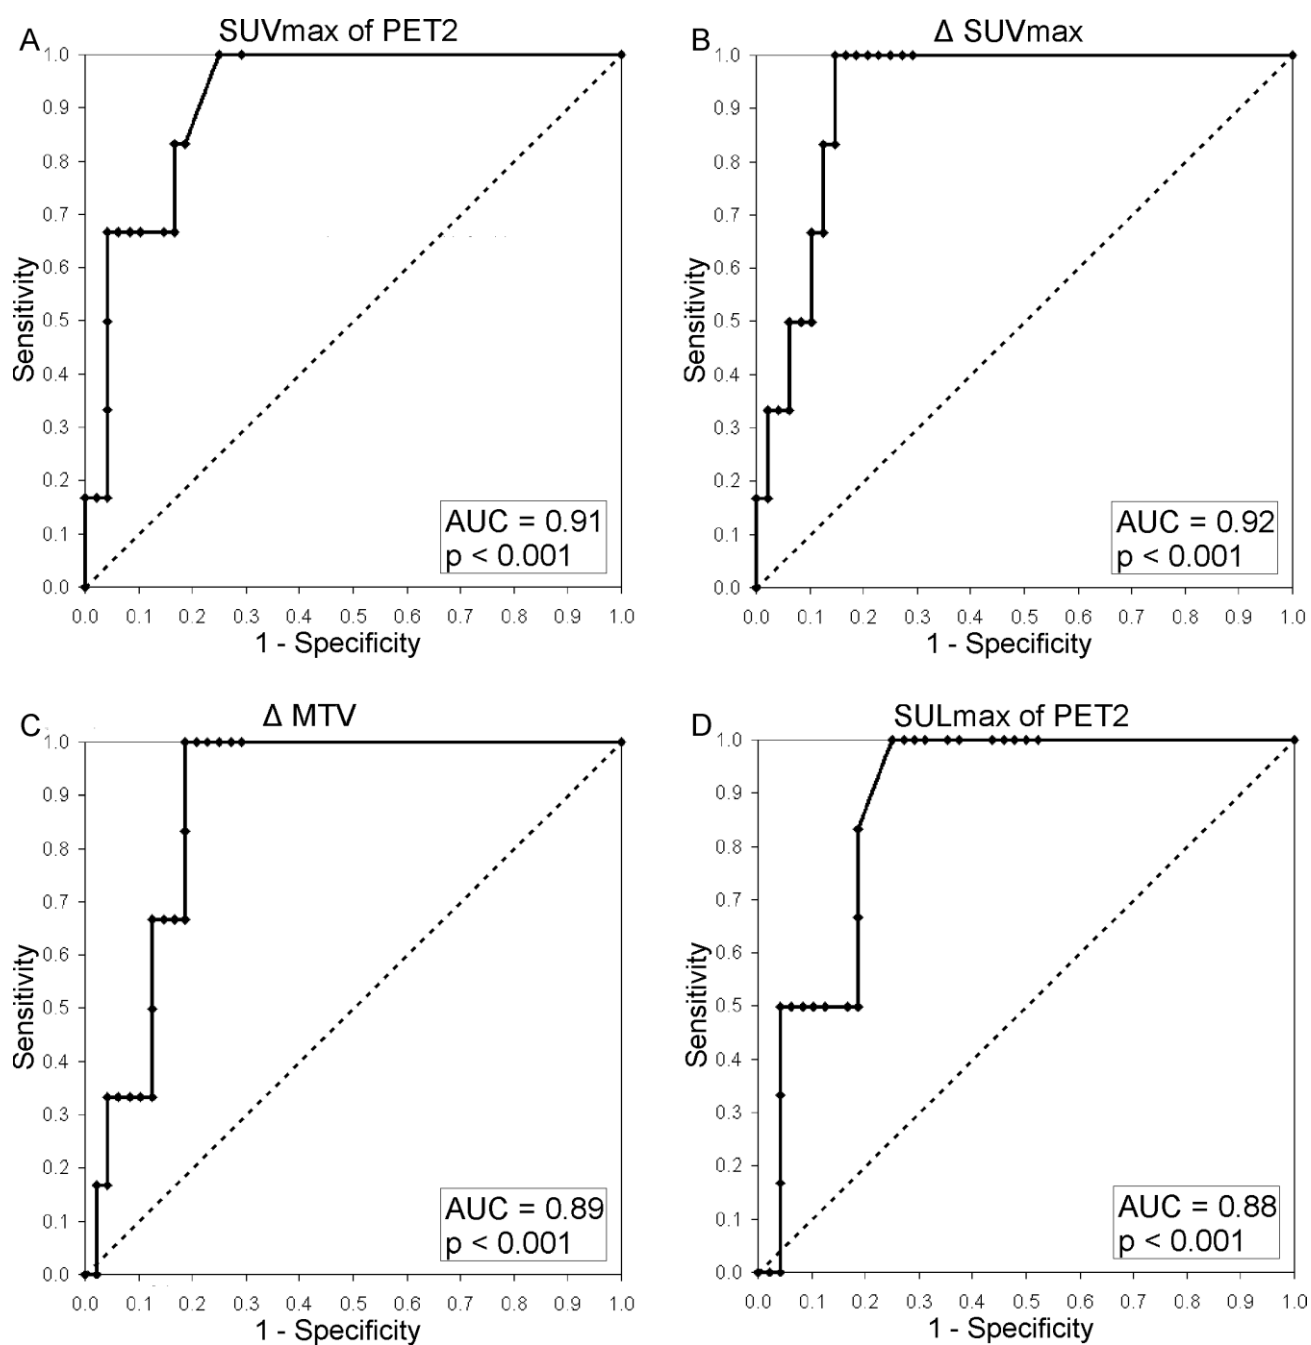 A
SUVmax of PET2
1.0
0.9
0.8
0.7
0.6
0.5
0.4
0.3
0.2
0.1
0.0
Sensitivity
AUC = 0.91
p < 0.001
0.0 0.1 0.2 0.3 0.4 0.5 0.6 0.7 0.8 0.9 1.0
1 - Specificity
B
Δ SUVmax
1.0
0.9
0.8
0.7
0.6
0.5
0.4
0.3
0.2
0.1
0.0
Sensitivity
AUC = 0.92
p < 0.001
0.0 0.1 0.2 0.3 0.4 0.5 0.6 0.7 0.8 0.9 1.0
1 - Specificity
C
Δ MTV
1.0
0.9
0.8
0.7
0.6
0.5
0.4
0.3
0.2
0.1
0.0
Sensitivity
AUC = 0.89
p < 0.001
0.0 0.1 0.2 0.3 0.4 0.5 0.6 0.7 0.8 0.9 1.0
1 - Specificity
D
SULmax of PET2
1.0
0.9
0.8
0.7
0.6
0.5
0.4
0.3
0.2
0.1
0.0
Sensitivity
AUC = 0.88
p < 0.001
0.0 0.1 0.2 0.3 0.4 0.5 0.6 0.7 0.8 0.9 1.0
1 - Specificity